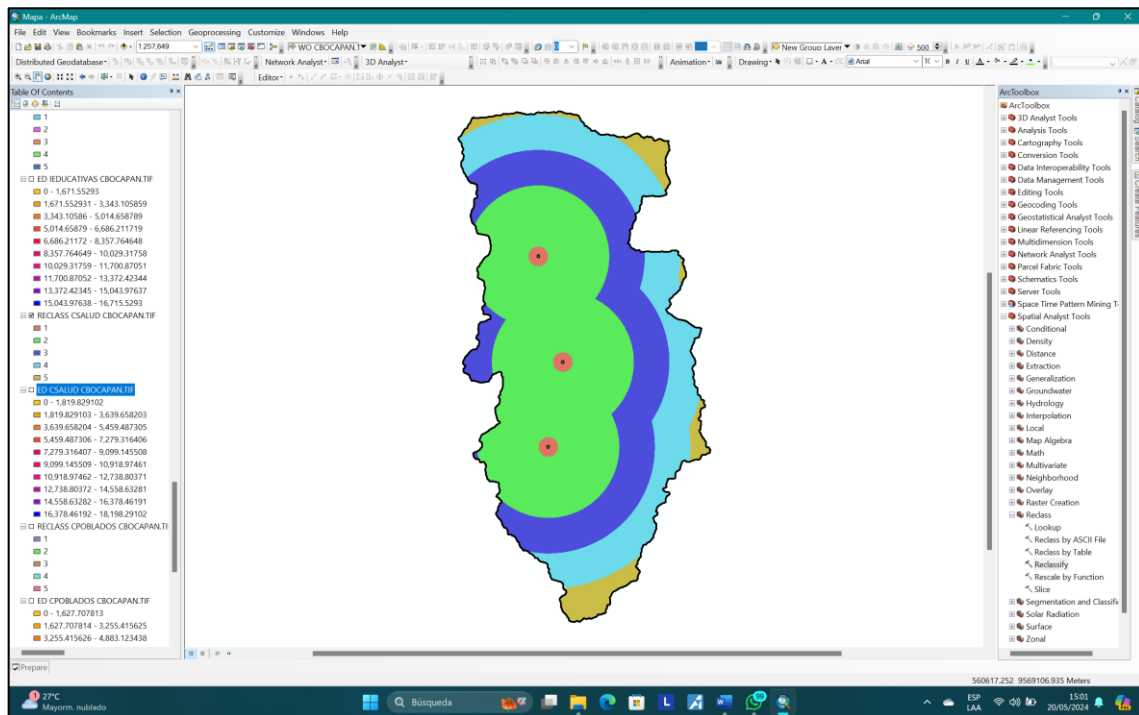 Mapa - ArcMap
File Edit View Bookmarks Insert Selection Geoprocessing Customize Windows Help
1:257,649
WO CBOCAPAN.T
New Group Layer
500
Distributed Geodatabase
Network Analyst
3D Analyst
Animation
Drawing
Arial
10
B I U A
Editor
Table Of Contents
1
2
3
4
5
ED IEDUCATIVAS CBOCAPAN.TIF
0 - 1,671.55293
1,671.552931 - 3,343.105859
3,343.10586 - 5,014.658789
5,014.65879 - 6,686.211719
6,686.21172 - 8,357.764648
8,357.764649 - 10,029.31758
10,029.31759 - 11,700.87051
11,700.87052 - 13,372.42344
13,372.42345 - 15,043.97637
15,043.97638 - 16,715.5293
RECLASS CSALUD CBOCAPAN.TIF
1
2
3
4
5
ED CSALUD CBOCAPAN.TIF
0 - 1,819.829102
1,819.829103 - 3,639.658203
3,639.658204 - 5,459.487305
5,459.487306 - 7,279.316406
7,279.316407 - 9,099.145508
9,099.145509 - 10,918.97461
10,918.97462 - 12,738.80371
12,738.80372 - 14,558.63281
14,558.63282 - 16,378.46191
16,378.46192 - 18,198.29102
RECLASS CPOBLADOS CBOCAPAN.TI
1
2
3
4
5
ED CPOBLADOS CBOCAPAN.TIF
0 - 1,627.707813
1,627.707814 - 3,255.415625
3,255.415626 - 4,883.123438
ArcToolbox
ArcToolbox
3D Analyst Tools
Analysis Tools
Cartography Tools
Conversion Tools
Data Interoperability Tools
Data Management Tools
Editing Tools
Geocoding Tools
Geostatistical Analyst Tools
Linear Referencing Tools
Multidimension Tools
Network Analyst Tools
Parcel Fabric Tools
Schematics Tools
Server Tools
Space Time Pattern Mining T
Spatial Analyst Tools
Conditional
Density
Distance
Extraction
Generalization
Groundwater
Hydrology
Interpolation
Local
Map Algebra
Math
Multivariate
Neighborhood
Overlay
Raster Creation
Reclass
Lookup
Reclass by ASCII File
Reclass by Table
Reclassify
Rescale by Function
Slice
Segmentation and Classifi
Solar Radiation
Surface
Zonal
Catalog
Search
Create Features
Prepare
560617.252 9569106.935 Meters
1
27°C
Mayorm. nublado
Búsqueda
L
99
ESP
LAA
15:01
20/05/2024